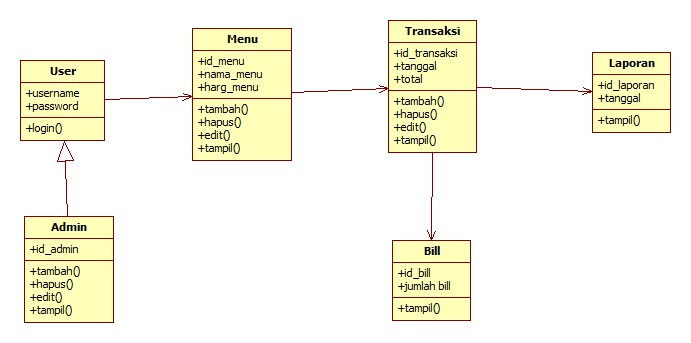 User
+username
+password
+login()
Menu
+id_menu
+nama_menu
+harg_menu
+tambah()
+hapus()
+edit()
+tampil()
Transaksi
+id_transaksi
+tanggal
+total
+tambah()
+hapus()
+edit()
+tampil()
Laporan
+id_laporan
+tanggal
+tampil()
Admin
+id_admin
+tambah()
+hapus()
+edit()
+tampil()
Bill
+id_bill
+jumlah bill
+tampil()